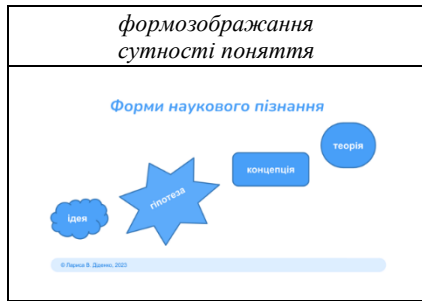 формозображання
сутності поняття
Форми наукового пізнання
теорія
концепція
гіпотеза
ідея
© Лариса В. Діденко, 2023